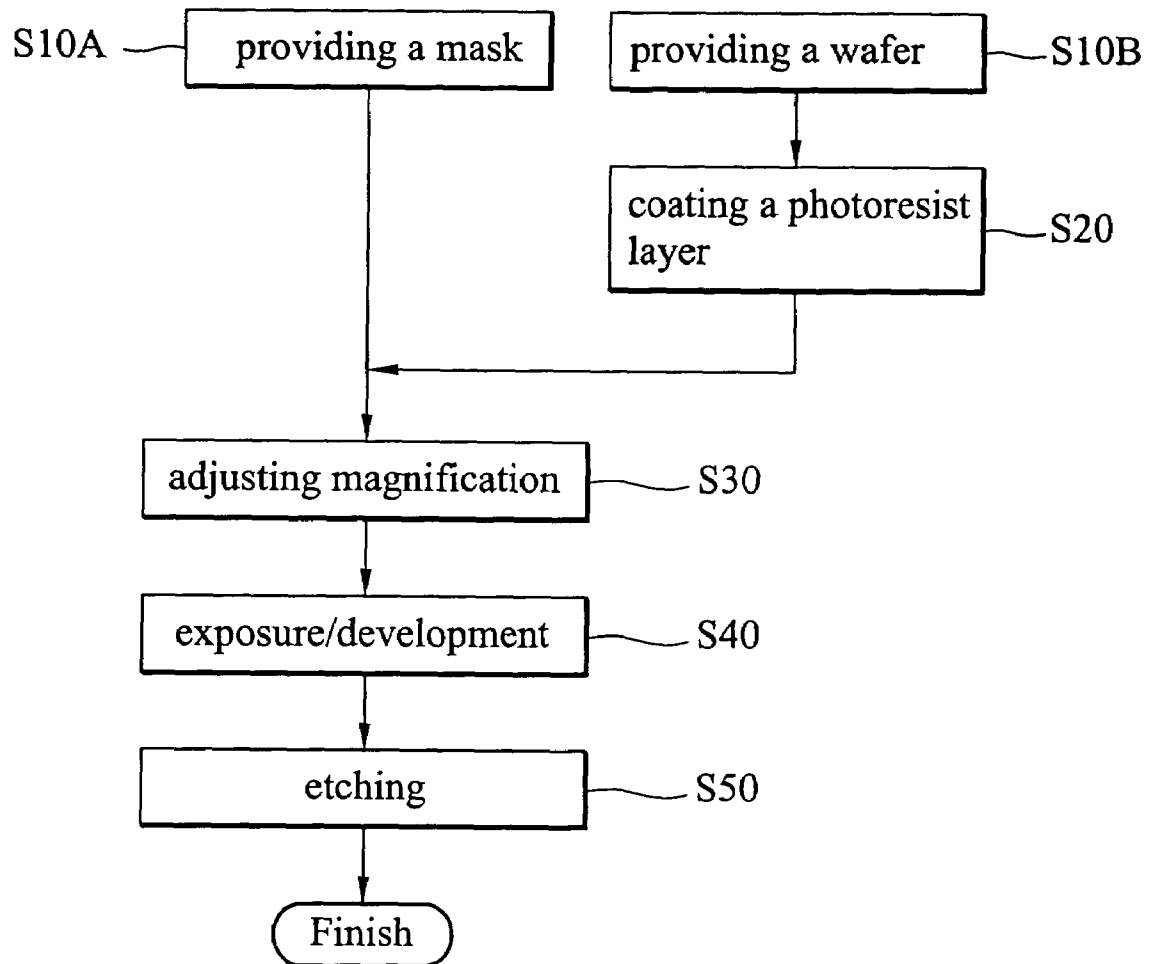 S10A
providing a mask
providing a wafer
S10B
coating a photoresist
layer
S20
adjusting magnification
S30
exposure/development
S40
etching
S50
Finish